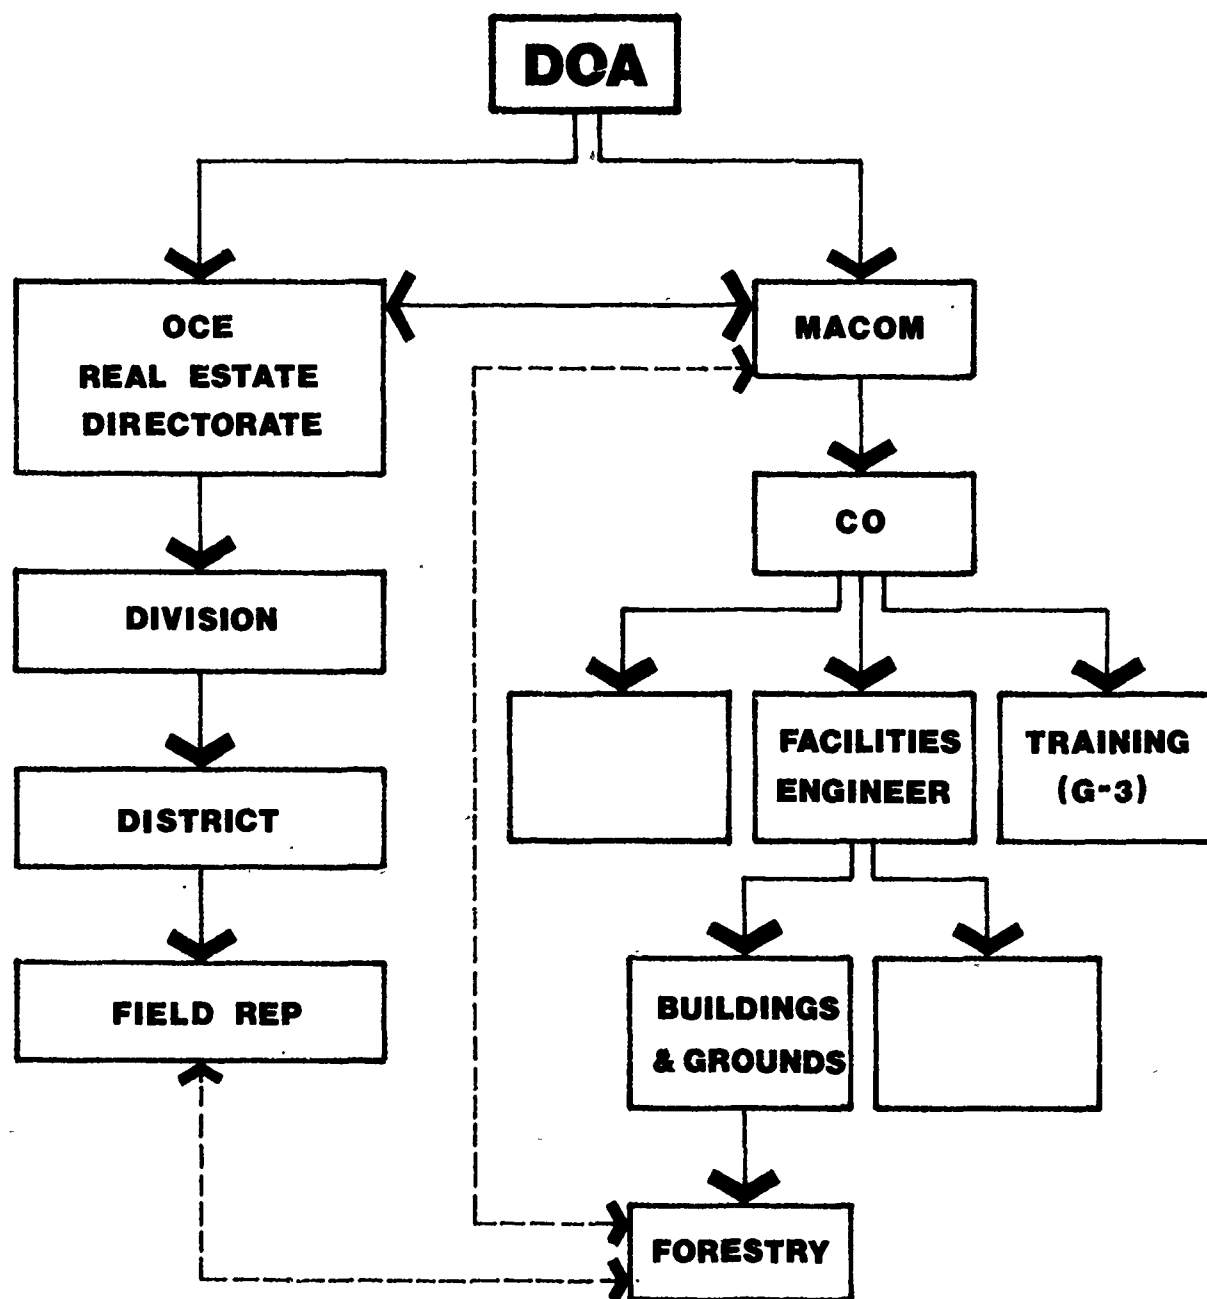 DOA
OCE
REAL ESTATE
DIRECTORATE
MACOM
CO
DIVISION
FACILITIES
ENGINEER
TRAINING
(G-3)
DISTRICT
FIELD REP
BUILDINGS
& GROUNDS
FORESTRY